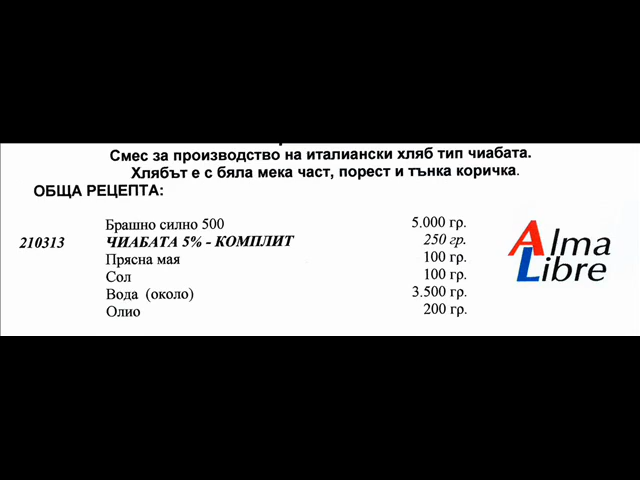 Смес за производство на италиански хляб тип чиабата.
Хлябът е с бяла мека част, порест и тънка коричка.
ОБЩА РЕЦЕПТА:
Брашно силно 500 5.000 гр.
210313 ЧИАБАТА 5% - КОМПЛИТ 250 гр.
Прясна мая 100 гр.
Сол 100 гр.
Вода (около) 3.500 гр.
Олио 200 гр.
Alma
Libre